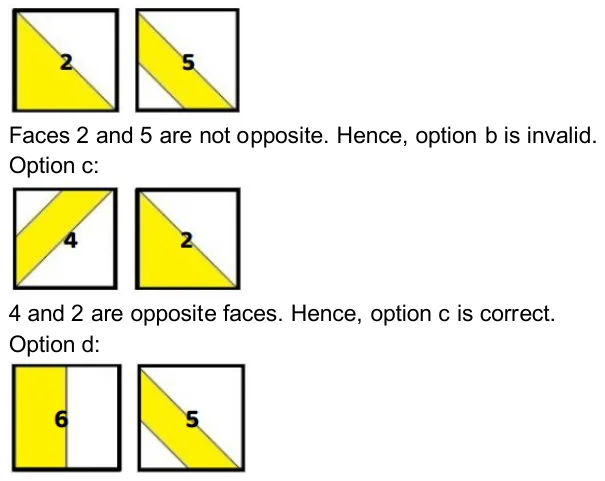 2 5
Faces 2 and 5 are not opposite. Hence, option b is invalid.
Option c:
4 2
4 and 2 are opposite faces. Hence, option c is correct.
Option d:
6 5